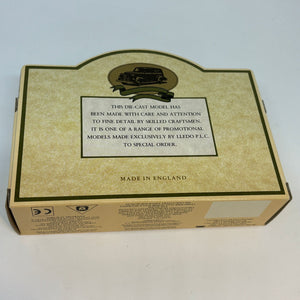 THIS DIE-CAST MODEL HAS
BEEN MADE WITH CARE AND ATTENTION
TO FINE DETAIL BY SKILLED CRAFTSMEN.
IT IS ONE OF A RANGE OF PROMOTIONAL
MODELS MADE EXCLUSIVELY BY LLEDO P.L.C.
TO SPECIAL ORDER.
MADE IN ENGLAND
CE